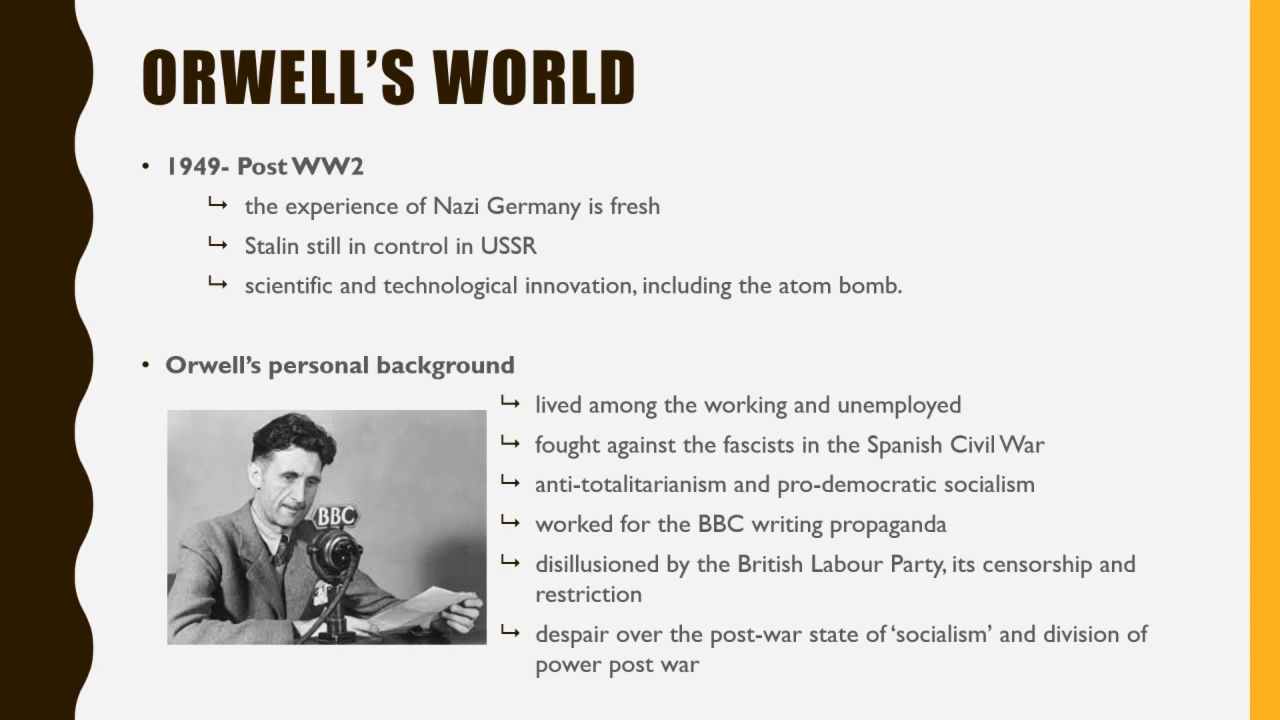 ORWELL'S WORLD
• 1949- Post WW2
↳ the experience of Nazi Germany is fresh
↳ Stalin still in control in USSR
↳ scientific and technological innovation, including the atom bomb.
• Orwell's personal background
↳ lived among the working and unemployed
↳ fought against the fascists in the Spanish Civil War
↳ anti-totalitarianism and pro-democratic socialism
BBC
↳ worked for the BBC writing propaganda
↳ disillusioned by the British Labour Party, its censorship and
restriction
↳ despair over the post-war state of 'socialism' and division of
power post war